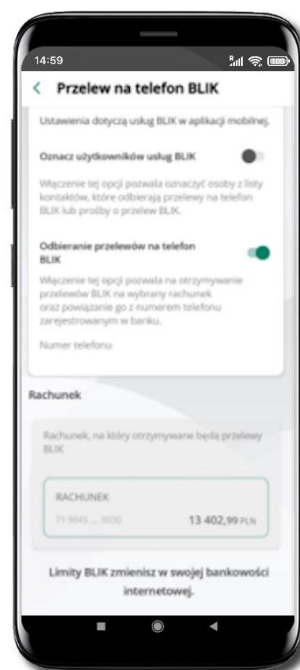 14:59
Przelew na telefon BLIK
Ustawienia dotyczą usług BLIK w aplikacji mobilnej.
Oznacz użytkowników usług BLIK
Włączenie tej opcji pozwala oznaczyć osoby z listy
kontaktów, które odbierają przelewy na telefon
BLIK lub prośby o przelew BLIK.
Odbieranie przelewów na telefon
BLIK
Włączenie tej opcji pozwala na otrzymywanie
przelewów BLIK na wybrany rachunek
oraz powiązanie go z numerem telefonu
zarejestrowanym w banku.
Numer telefonu
Rachunek
Rachunek, na który otrzymywane będą przelewy
BLIK
RACHUNEK
13 402,99 PLN
Limity BLIK zmienisz w swojej bankowości
internetowej.